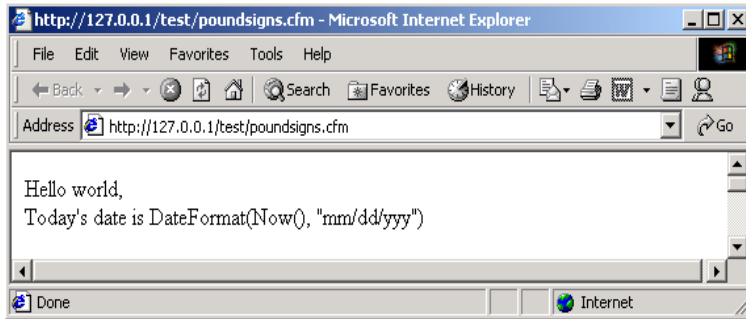 http://127.0.0.1/test/poundsigns.cfm - Microsoft Internet Explorer
File Edit View Favorites Tools Help
Back Search Favorites History
Address http://127.0.0.1/test/poundsigns.cfm Go
Hello world,
Today's date is DateFormat(Now(), "mm/dd/yyy")
Done Internet